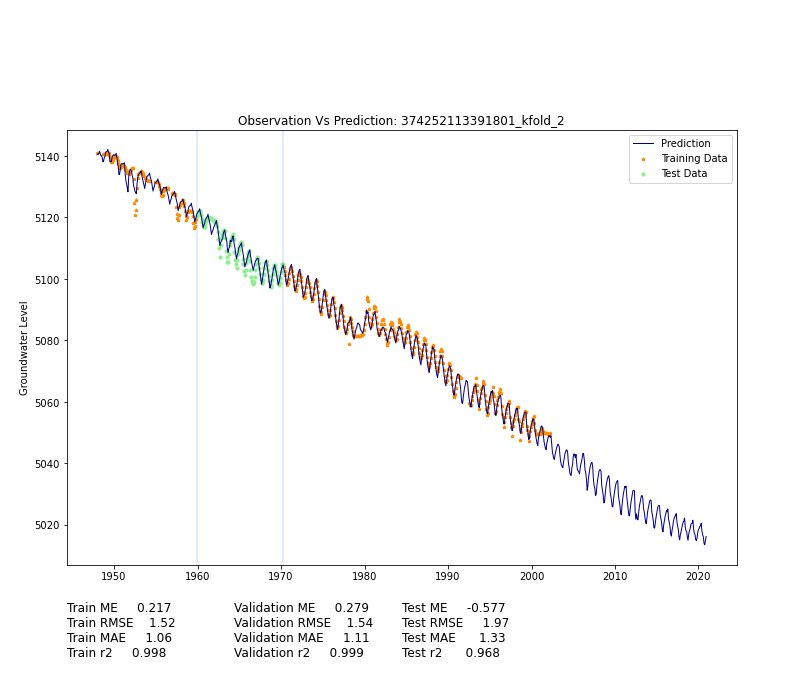 Observation Vs Prediction: 374252113391801_kfold_2
Prediction
Training Data
Test Data
Groundwater Level
5140
5120
5100
5080
5060
5040
5020
1950 1960 1970 1980 1990 2000 2010 2020
Train ME 0.217 Validation ME 0.279 Test ME -0.577
Train RMSE 1.52 Validation RMSE 1.54 Test RMSE 1.97
Train MAE 1.06 Validation MAE 1.11 Test MAE 1.33
Train r2 0.998 Validation r2 0.999 Test r2 0.968